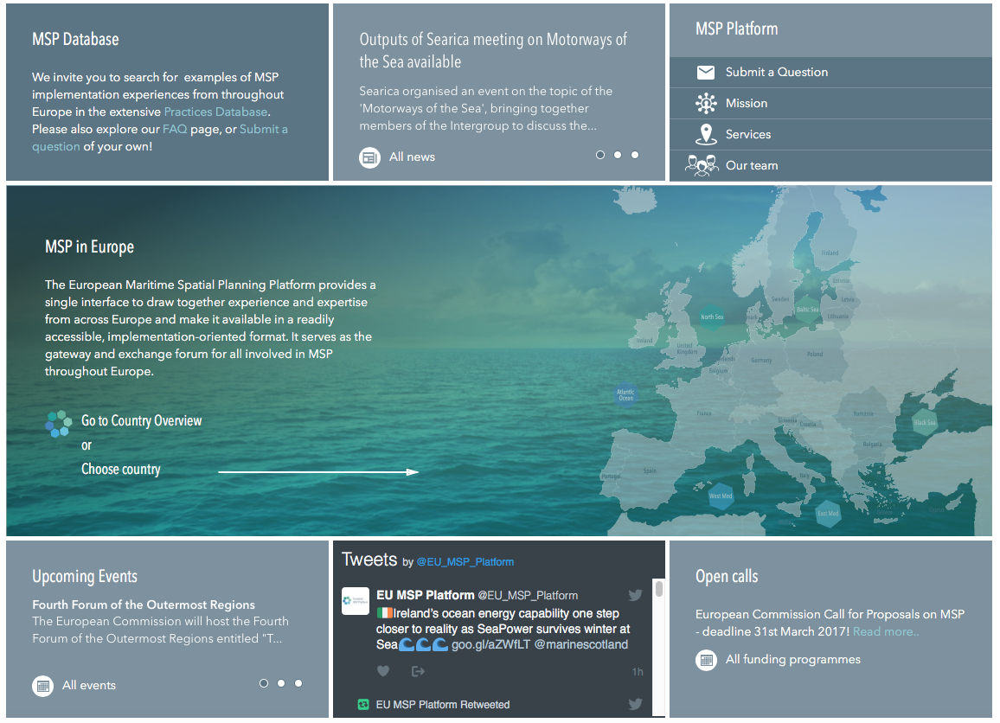 MSP Database
We invite you to search for examples of MSP
implementation experiences from throughout
Europe in the extensive Practices Database.
Please also explore our FAQ page, or Submit a
question of your own!
Outputs of Searica meeting on Motorways of
the Sea available
Searica organised an event on the topic of the
'Motorways of the Sea', bringing together
members of the Intergroup to discuss the...
All news
MSP Platform
Submit a Question
Mission
Services
Our team
MSP in Europe
The European Maritime Spatial Planning Platform provides a
single interface to draw together experience and expertise
from across Europe and make it available in a readily
accessible, implementation-oriented format. It serves as the
gateway and exchange forum for all involved in MSP
throughout Europe.
Go to Country Overview
or
Choose country
Finland
Estonia
Sweden
Latvia
Baltic Sea
North Sea
Lithuania
Ireland
United
Kingdom
Poland
Germany
Belgium
Atlantic
Ocean
France
Romania
Slovenia
Croatia
Black Sea
Bulgaria
Portugal
Spain
Italy
West Med
East Med
Greece
Cyprus
Upcoming Events
Fourth Forum of the Outermost Regions
The European Commission will host the Fourth
Forum of the Outermost Regions entitled "T...
All events
Tweets by @EU_MSP_Platform
EU MSP Platform @EU_MSP_Platform
🇮🇪Ireland's ocean energy capability one step
closer to reality as SeaPower survives winter at
Sea🌊🌊🌊 goo.gl/aZWfLT @marinescotland
1h
EU MSP Platform Retweeted
Open calls
European Commission Call for Proposals on MSP
- deadline 31st March 2017! Read more..
All funding programmes